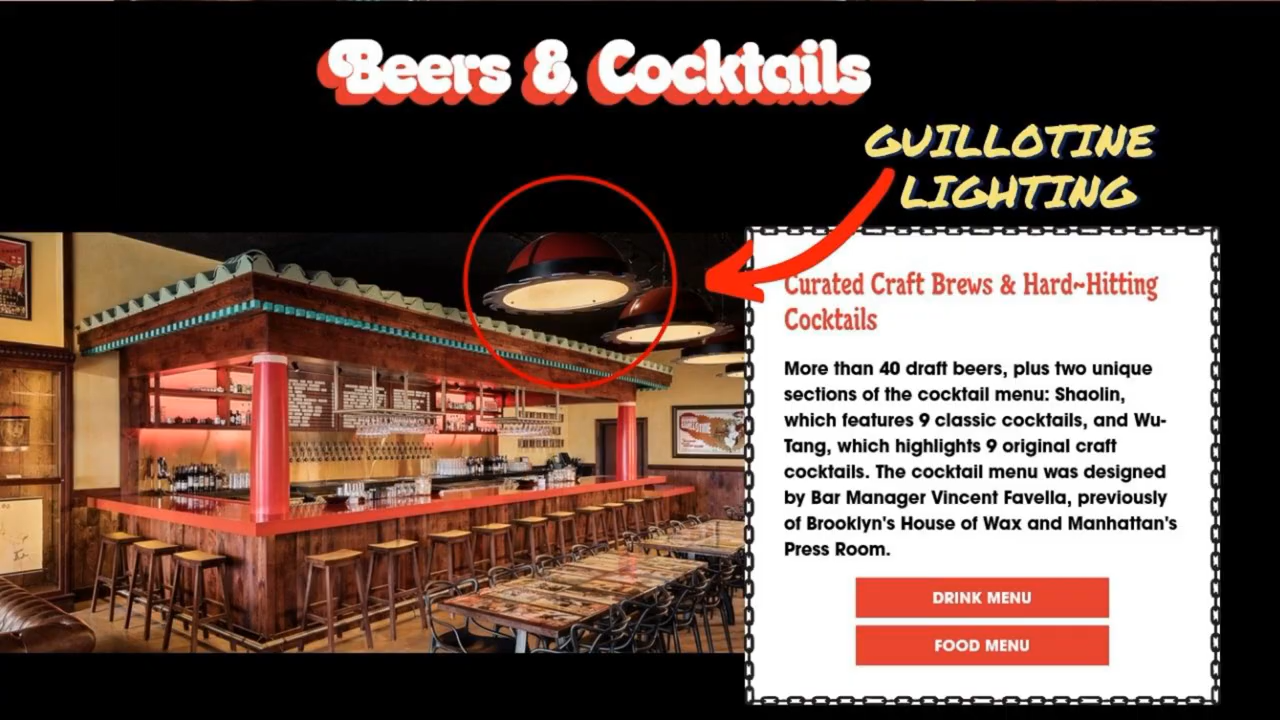 Beers & Cocktails
GUILLOTINE
LIGHTING
Curated Craft Brews & Hard~Hitting
Cocktails
More than 40 draft beers, plus two unique
sections of the cocktail menu: Shaolin,
which features 9 classic cocktails, and Wu-
Tang, which highlights 9 original craft
cocktails. The cocktail menu was designed
by Bar Manager Vincent Favella, previously
of Brooklyn's House of Wax and Manhattan's
Press Room.
DRINK MENU
FOOD MENU